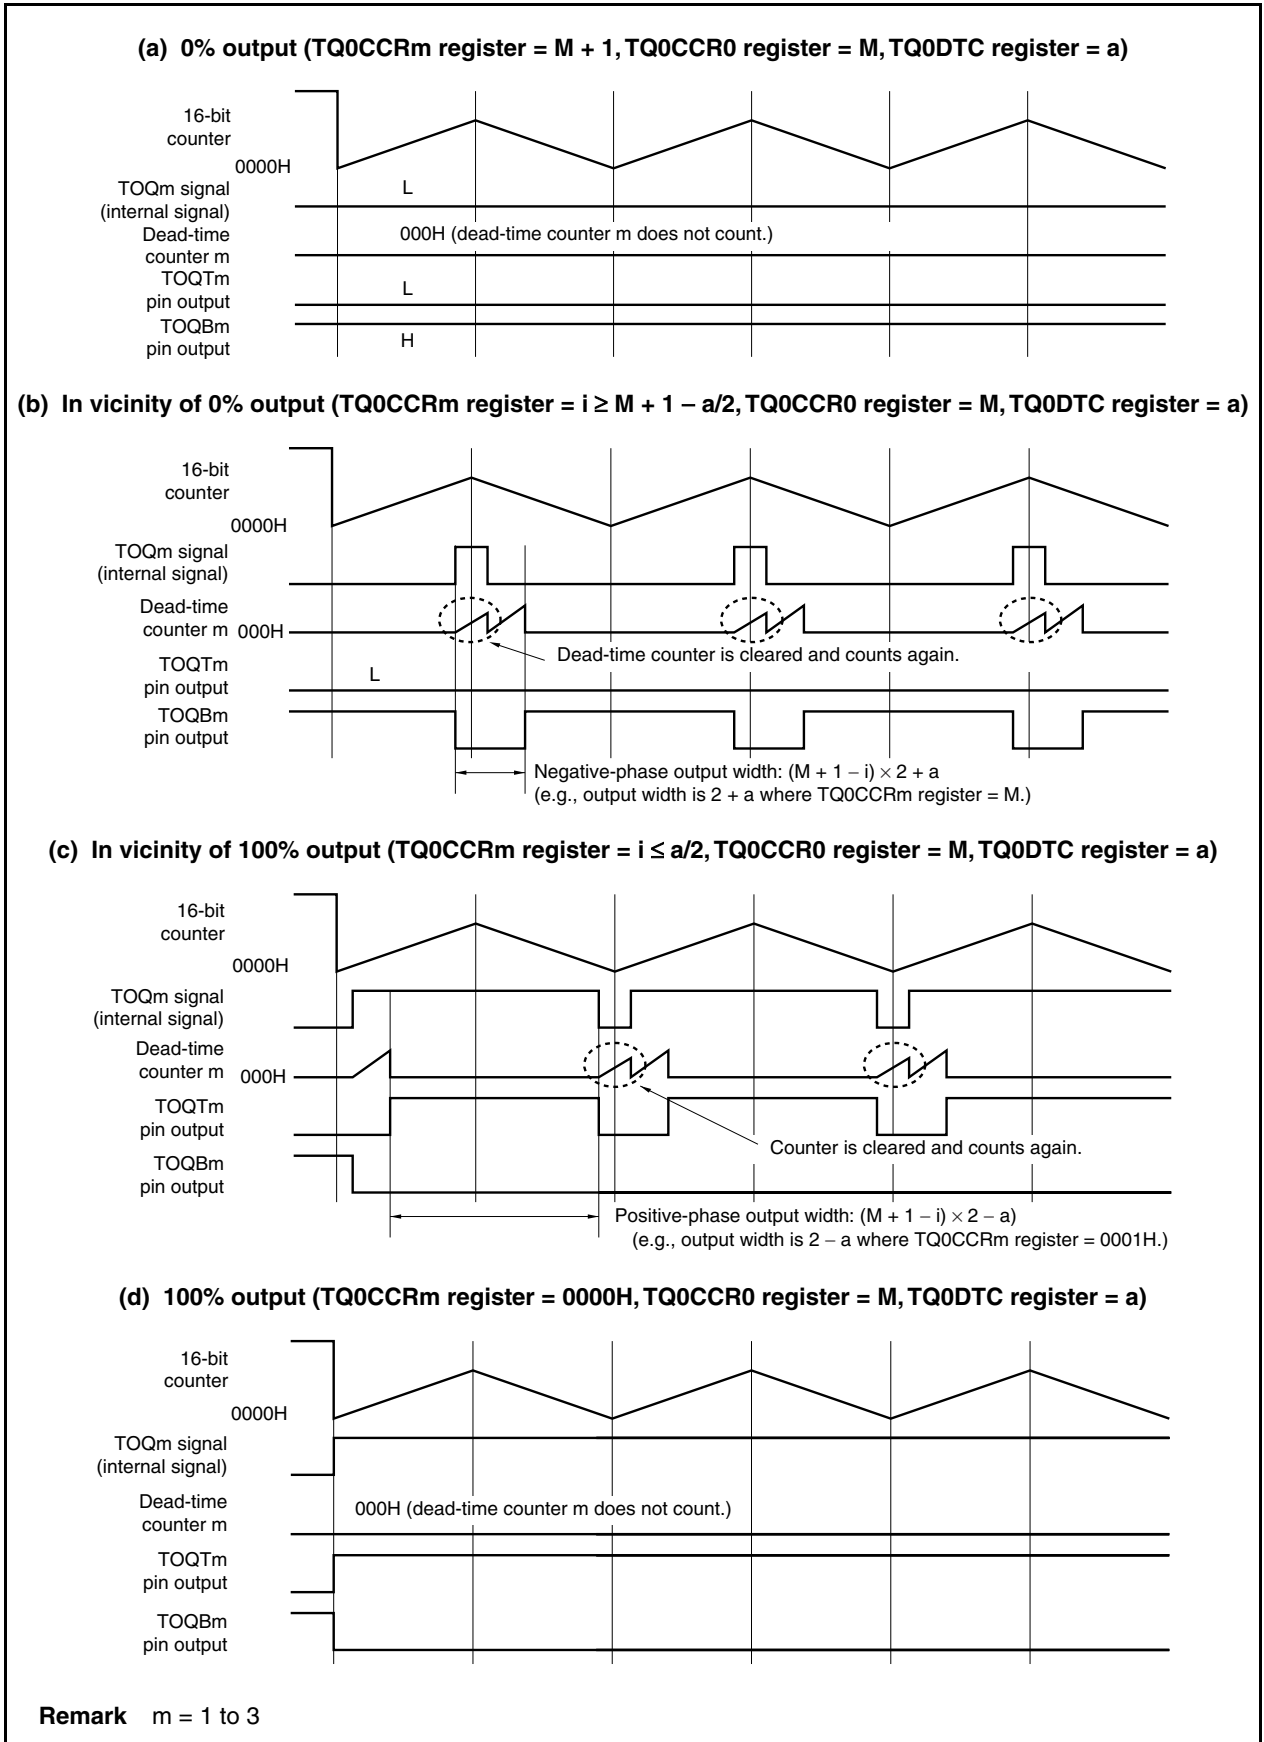 (a) 0% output (TQ0CCRm register = M + 1, TQ0CCR0 register = M, TQ0DTC register = a)
16-bit
counter
0000H
TOQm signal
(internal signal)
L
Dead-time
counter m
000H (dead-time counter m does not count.)
TOQTm
pin output
L
TOQBm
pin output
H
(b) In vicinity of 0% output (TQ0CCRm register = i ≥ M + 1 – a/2, TQ0CCR0 register = M, TQ0DTC register = a)
16-bit
counter
0000H
TOQm signal
(internal signal)
Dead-time
counter m
000H
Dead-time counter is cleared and counts again.
TOQTm
pin output
L
TOQBm
pin output
Negative-phase output width: (M + 1 – i) × 2 + a
(e.g., output width is 2 + a where TQ0CCRm register = M.)
(c) In vicinity of 100% output (TQ0CCRm register = i ≤ a/2, TQ0CCR0 register = M, TQ0DTC register = a)
16-bit
counter
0000H
TOQm signal
(internal signal)
Dead-time
counter m
000H
TOQTm
pin output
Counter is cleared and counts again.
TOQBm
pin output
Positive-phase output width: (M + 1 – i) × 2 – a)
(e.g., output width is 2 – a where TQ0CCRm register = 0001H.)
(d) 100% output (TQ0CCRm register = 0000H, TQ0CCR0 register = M, TQ0DTC register = a)
16-bit
counter
0000H
TOQm signal
(internal signal)
Dead-time
counter m
000H (dead-time counter m does not count.)
TOQTm
pin output
TOQBm
pin output
Remark m = 1 to 3